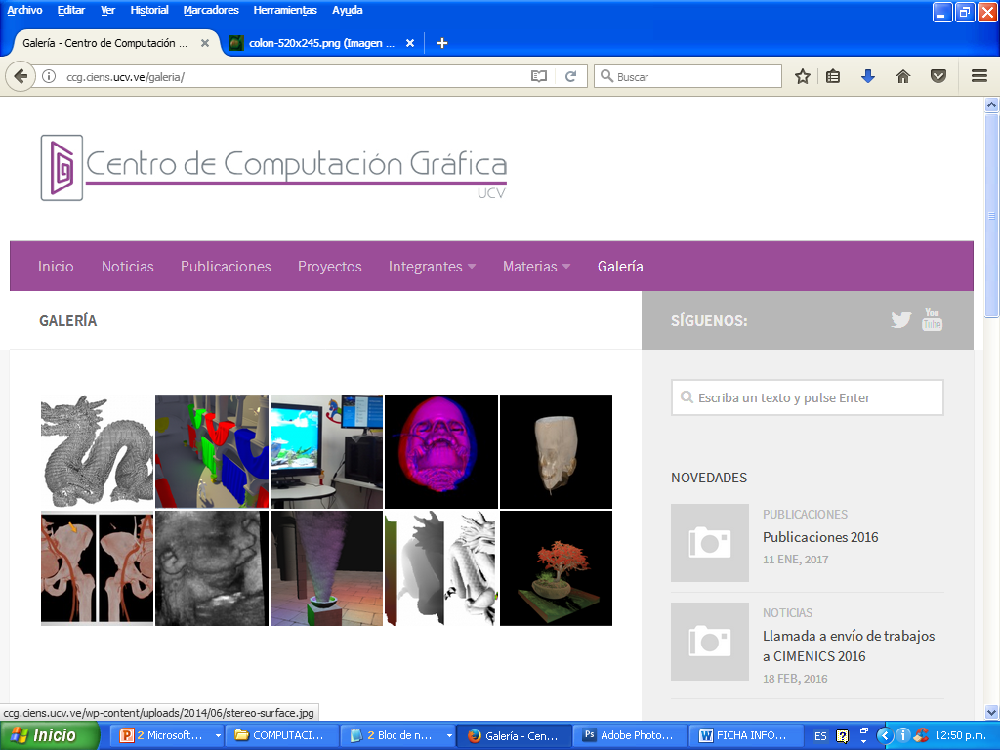 Archivo Editar Ver Historial Marcadores Herramientas Ayuda
Galería - Centro de Computación ... colon-520x245.png (Imagen ...
ccg.ciens.ucv.ve/galeria/ Buscar
Centro de Computación Gráfica
UCV
Inicio Noticias Publicaciones Proyectos Integrantes Materias Galería
GALERÍA
SÍGUENOS:
You
Tube
Escriba un texto y pulse Enter
NOVEDADES
PUBLICACIONES
Publicaciones 2016
11 ENE, 2017
NOTICIAS
Llamada a envío de trabajos
a CIMENICS 2016
18 FEB, 2016
ccg.ciens.ucv.ve/wp-content/uploads/2014/06/stereo-surface.jpg
Inicio 2 Microsoft... COMPUTACI... 2 Bloc de n... Galería - Cen... Adobe Photo... FICHA INFO... ES 12:50 p.m.